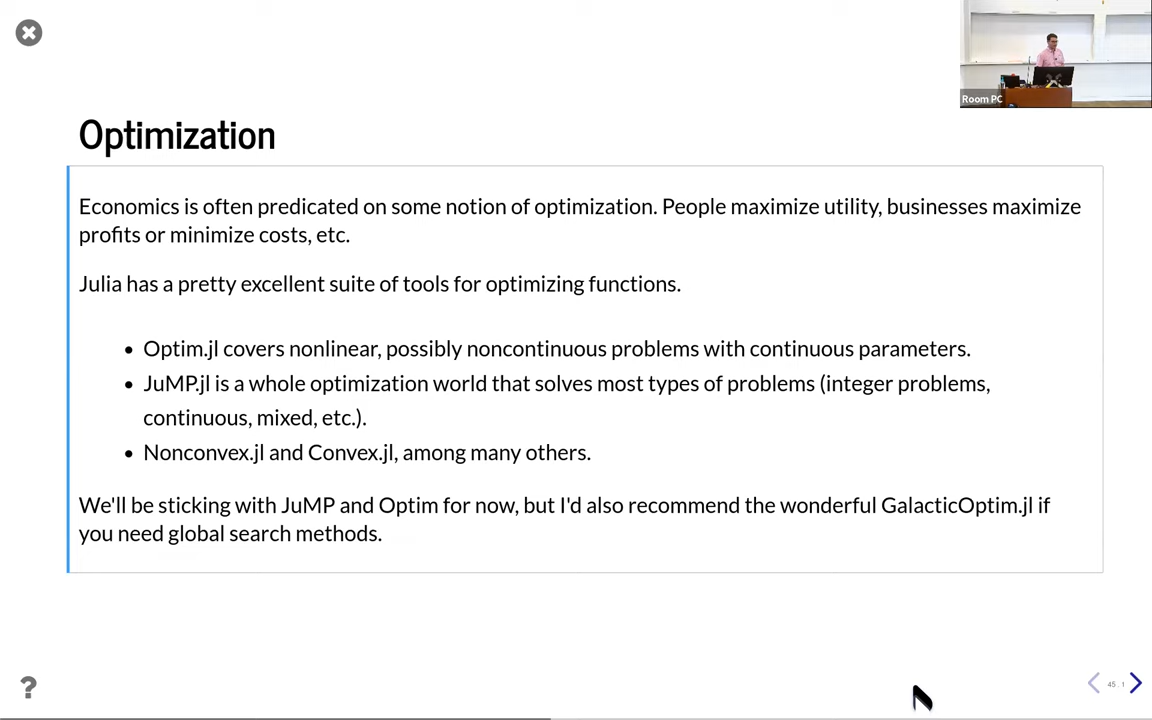 Room PC
Optimization
Economics is often predicated on some notion of optimization. People maximize utility, businesses maximize
profits or minimize costs, etc.
Julia has a pretty excellent suite of tools for optimizing functions.
• Optim.jl covers nonlinear, possibly noncontinuous problems with continuous parameters.
• JuMP.jl is a whole optimization world that solves most types of problems (integer problems,
continuous, mixed, etc.).
• Nonconvex.jl and Convex.jl, among many others.
We'll be sticking with JuMP and Optim for now, but I'd also recommend the wonderful GalacticOptim.jl if
you need global search methods.
?
45 . 1